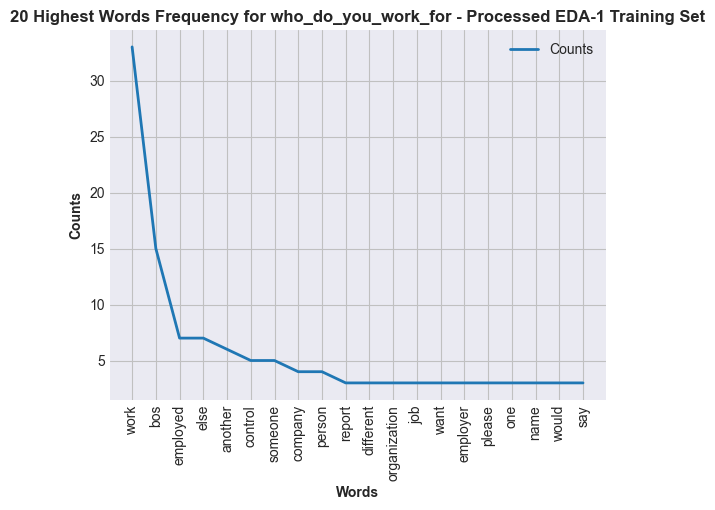 20 Highest Words Frequency for who_do_you_work_for - Processed EDA-1 Training Set
Counts
Counts
30
25
20
15
10
5
work
bos
employed
else
another
control
someone
company
person
report
different
organization
job
want
employer
please
one
name
would
say
Words